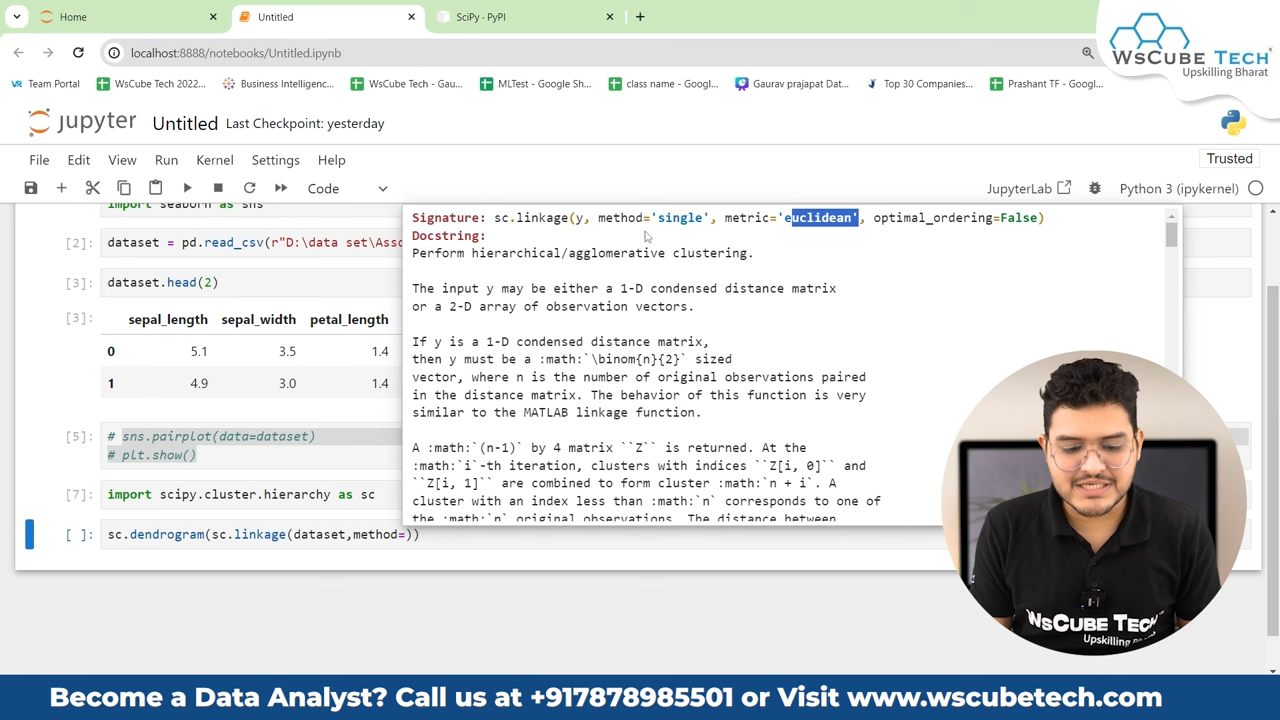 Home
Untitled
SciPy · PyPI
WsCube Tech
Upskilling Bharat
localhost:8888/notebooks/Untitled.ipynb
VR Team Portal
WsCube Tech 2022...
Business Intelligenc...
WsCube Tech - Gau...
MLTest - Google Sh...
class name - Googl...
Gaurav prajapat Dat...
Top 30 Companies...
Prashant TF - Googl...
jupyter Untitled Last Checkpoint: yesterday
File Edit View Run Kernel Settings Help
Trusted
Code
JupyterLab
Python 3 (ipykernel)
import seaborn as sns
[2]: dataset = pd.read_csv(r"D:\data set\Asso
[3]: dataset.head(2)
[3]: sepal_length sepal_width petal_length
0 5.1 3.5 1.4
1 4.9 3.0 1.4
[5]: # sns.pairplot(data=dataset)
# plt.show()
[7]: import scipy.cluster.hierarchy as sc
[ ]: sc.dendrogram(sc.linkage(dataset,method=))
Signature: sc.linkage(y, method='single', metric='euclidean', optimal_ordering=False)
Docstring:
Perform hierarchical/agglomerative clustering.
The input y may be either a 1-D condensed distance matrix
or a 2-D array of observation vectors.
If y is a 1-D condensed distance matrix,
then y must be a :math:`\binom{n}{2}` sized
vector, where n is the number of original observations paired
in the distance matrix. The behavior of this function is very
similar to the MATLAB linkage function.
A :math:`(n-1)` by 4 matrix ``Z`` is returned. At the
:math:`i`-th iteration, clusters with indices ``Z[i, 0]`` and
``Z[i, 1]`` are combined to form cluster :math:`n + i`. A
cluster with an index less than :math:`n` corresponds to one of
the :math:`n` original observations. The distance between
WsCube Tech
Upskilling
Become a Data Analyst? Call us at +917878985501 or Visit www.wscubetech.com